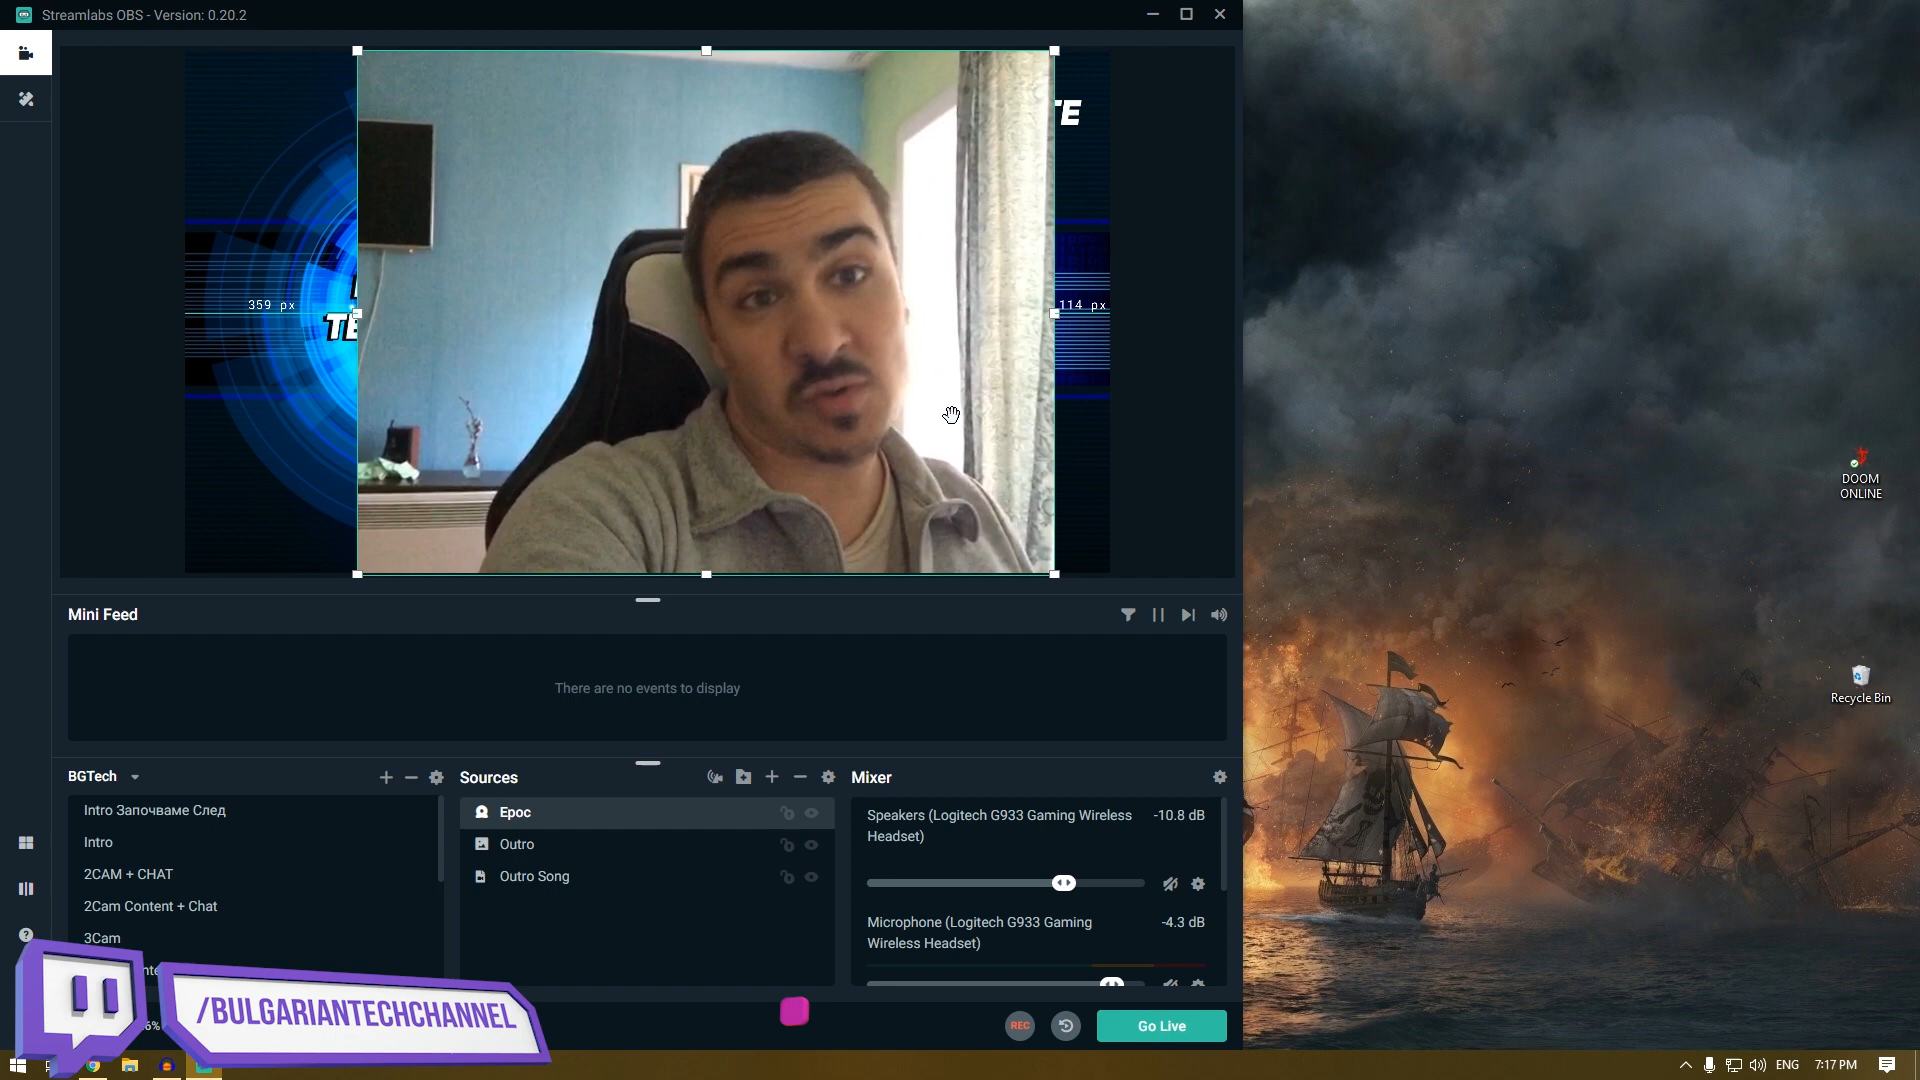 Streamlabs OBS - Version: 0.20.2
TE
359 px
114 px
TE
Mini Feed
There are no events to display
BGTech
Sources
Mixer
Intro Започваме След
Intro
2CAM + CHAT
2Cam Content + Chat
3Cam
Epoc
Outro
Outro Song
Speakers (Logitech G933 Gaming Wireless
Headset)
-10.8 dB
Microphone (Logitech G933 Gaming
Wireless Headset)
-4.3 dB
/BULGARIANTECHCHANNEL
REC
Go Live
DOOM
ONLINE
Recycle Bin
ENG
7:17 PM